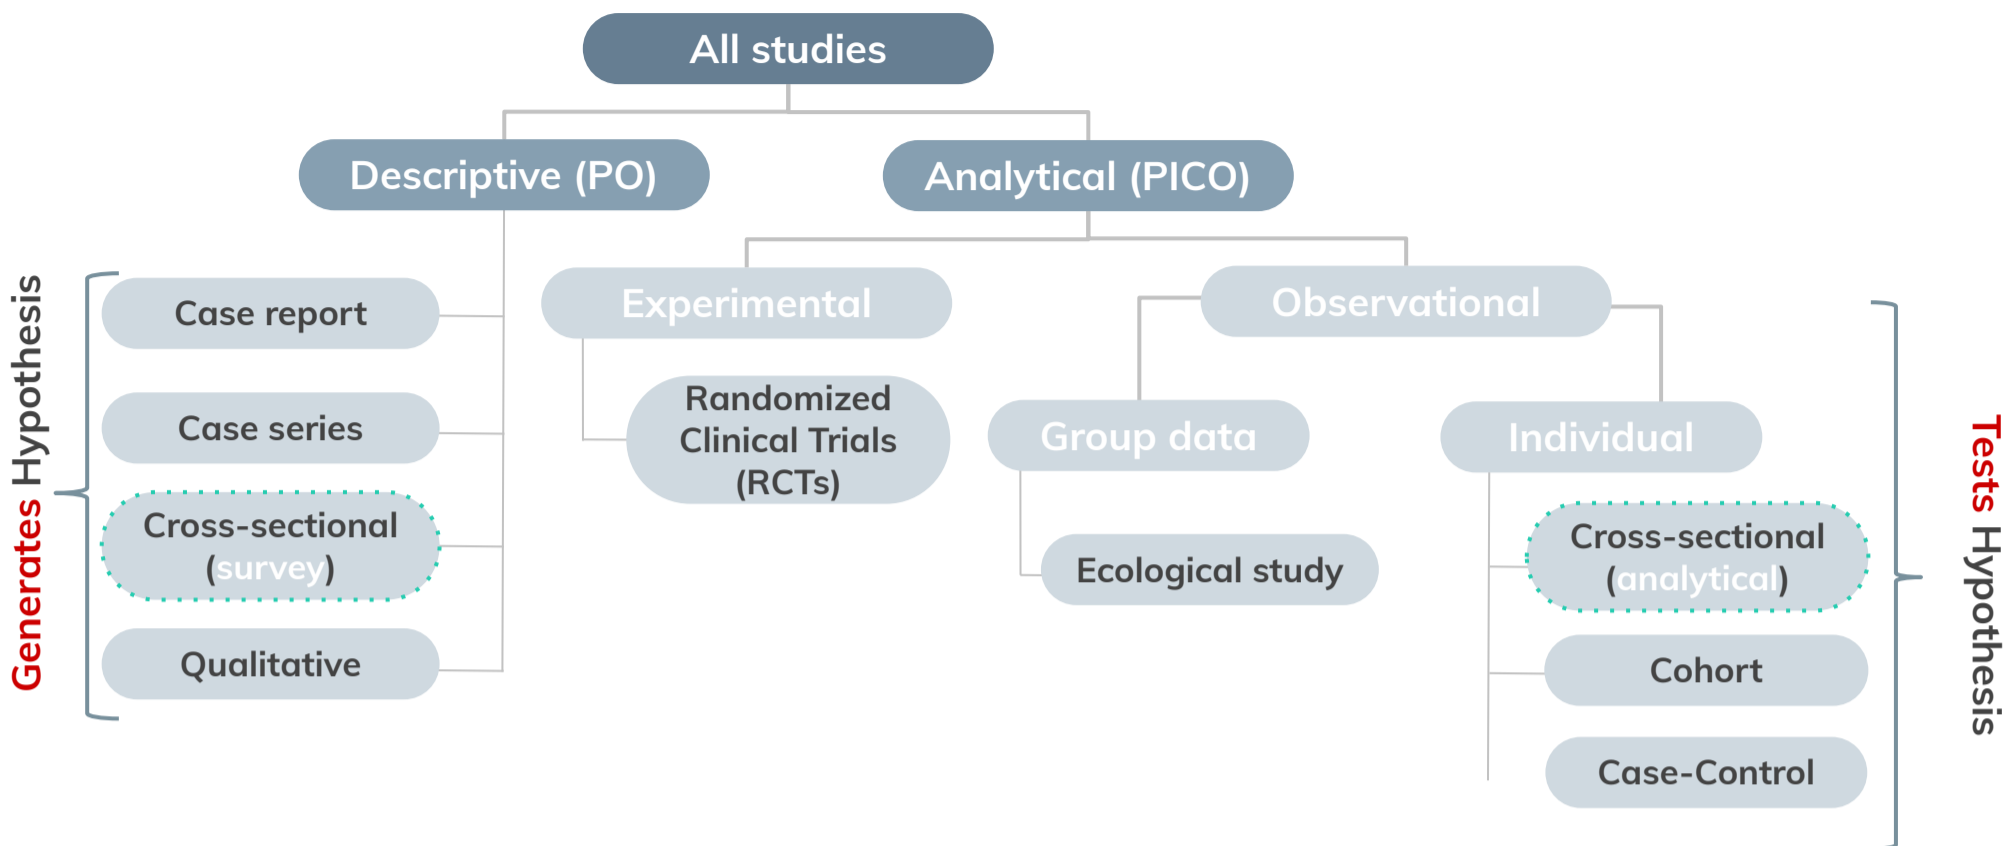 All studies
Descriptive (PO)
Analytical (PICO)
Generates Hypothesis
Case report
Case series
Cross-sectional
(survey)
Qualitative
Experimental
Randomized
Clinical Trials
(RCTs)
Observational
Group data
Ecological study
Individual
Cross-sectional
(analytical)
Cohort
Case-Control
Tests Hypothesis